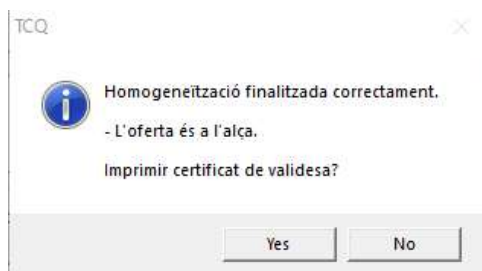 TCQ
Homogeneïtzació finalitzada correctament.
- L'oferta és a l'alça.
Imprimir certificat de validesa?
Yes No